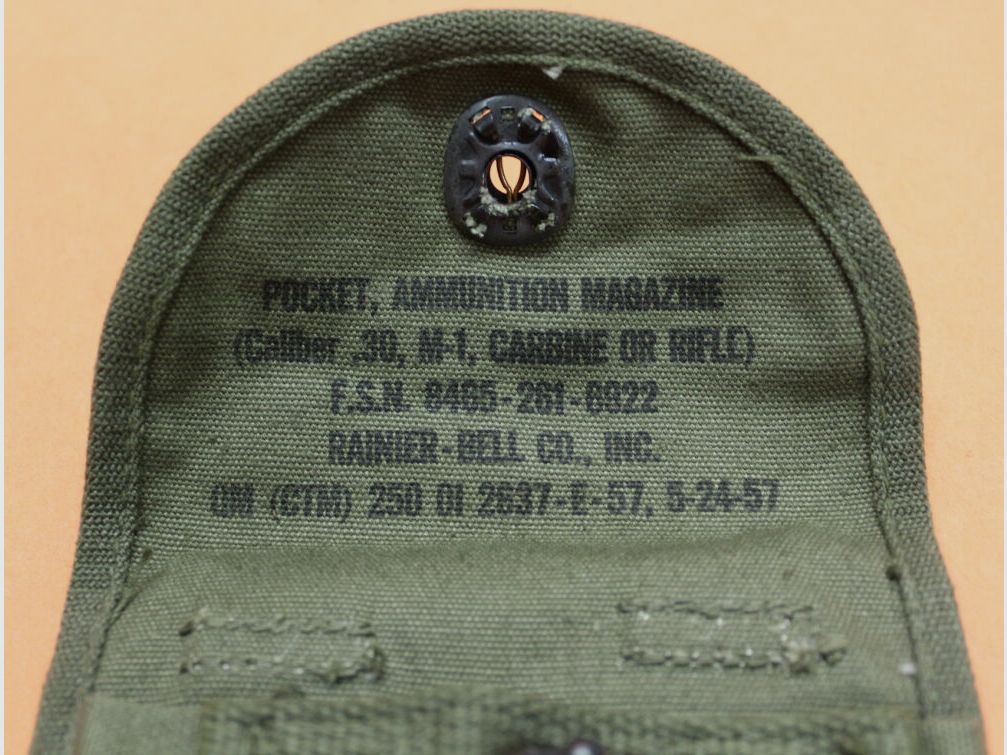 POCKET, AMMUNITION MAGAZINE
(Caliber .30, M-1, CARBINE OR RIFLE)
F.S.N. 8465-261-6922
RAINIER-BELL CO., INC.
QM (CTM) 250 OI 2637-E-57, 5-24-57